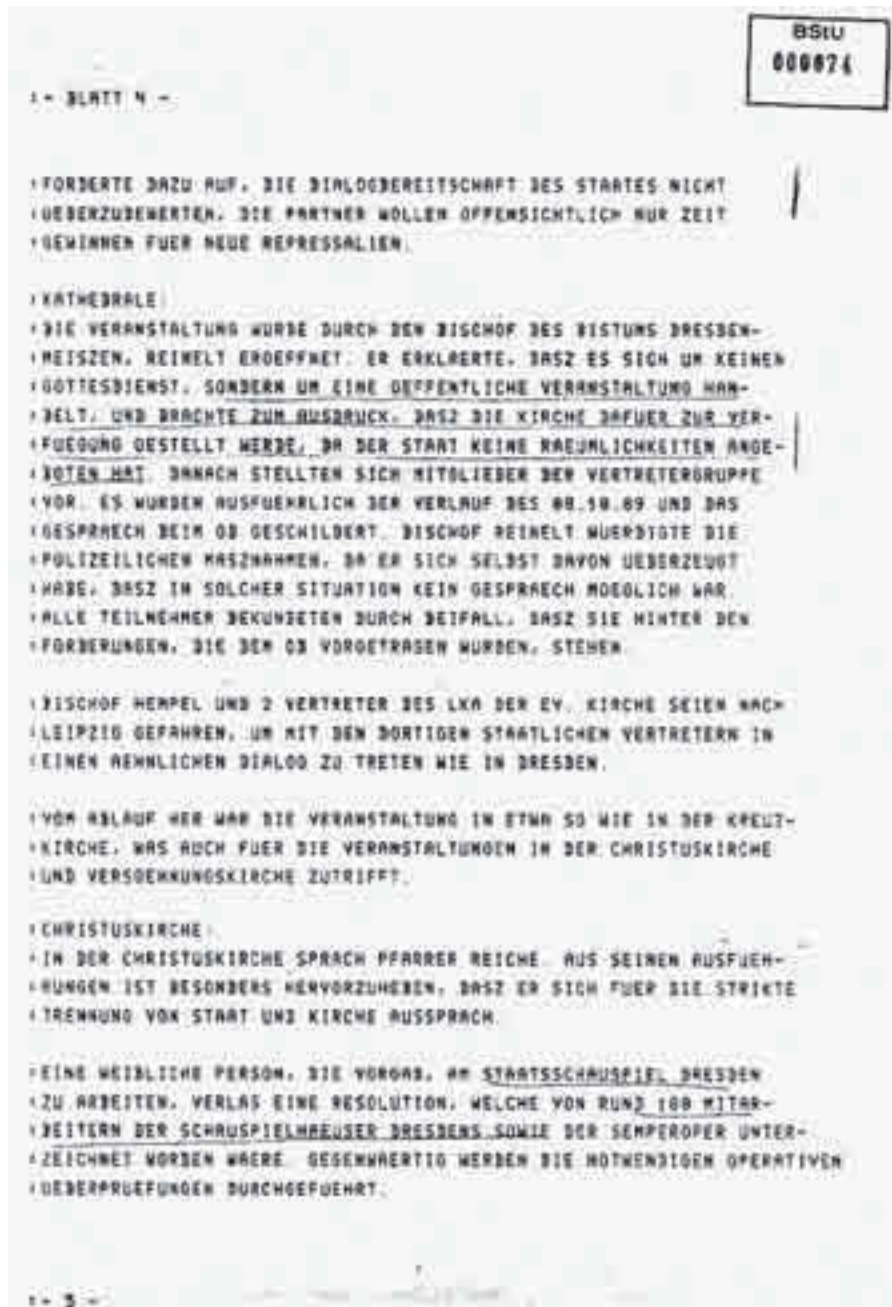 BStU
000074
:- BLATT 4 -
:FORDERTE DAZU AUF, DIE DIALOGBEREITSCHAFT DES STAATES NICHT
:UEBERZUBEWERTEN, DIE PARTNER WOLLEN OFFENSICHTLICH NUR ZEIT
:GEWINNEN FUER NEUE REPRESSALIEN.
:KATHEDRALE:
:DIE VERANSTALTUNG WURDE DURCH DEN BISCHOF DES BISTUMS DRESDEN-
:MEISZEN, REINELT EROEFFNET. ER ERKLAERTE, DASZ ES SICH UM KEINEN
:GOTTESDIENST, SONDERN UM EINE OEFFENTLICHE VERANSTALTUNG HAN-
:DELT, UND BRACHTE ZUM AUSDRUCK, DASZ DIE KIRCHE DAFUER ZUR VER-
:FUEGUNG GESTELLT WERDE, DA DER STAAT KEINE RAEUMLICHKEITEN ANGE-
:BOTEN HAT. DANACH STELLTEN SICH MITGLIEDER DER VERTRETERGRUPPE
:VOR. ES WURDEN AUSFUEHRLICH DER VERLAUF DES 08.10.89 UND DAS
:GESPRAECH BEIM OB GESCHILDERT. BISCHOF REINELT WUERDIGTE DIE
:POLIZEILICHEN MASZNAHMEN, DA ER SICH SELBST DAVON UEBERZEUGT
:HABE, DASZ IN SOLCHER SITUATION KEIN GESPRAECH MOEGLICH WAR.
:ALLE TEILNEHMER BEKUNDETEN DURCH BEIFALL, DASZ SIE HINTER DEN
:FORDERUNGEN, DIE DEM OB VORGETRAGEN WURDEN, STEHEN.
:BISCHOF HEMPEL UND 2 VERTRETER DES LKA DER EV. KIRCHE SEIEN NACH
:LEIPZIG GEFAHREN, UM MIT DEN DORTIGEN STAATLICHEN VERTRETERN IN
:EINEN AEHNLICHEN DIALOG ZU TRETEN WIE IN DRESDEN.
:VOM ABLAUF HER WAR DIE VERANSTALTUNG IN ETWA SO WIE IN DER KREUZ-
:KIRCHE, WAS AUCH FUER DIE VERANSTALTUNGEN IN DER CHRISTUSKIRCHE
:UND VERSOEHNUNGSKIRCHE ZUTRIFFT.
:CHRISTUSKIRCHE:
:IN DER CHRISTUSKIRCHE SPRACH PFARRER REICHE. AUS SEINEN AUSFUEH-
:RUNGEN IST BESONDERS HERVORZUHEBEN, DASZ ER SICH FUER DIE STRIKTE
:TRENNUNG VON STAAT UND KIRCHE AUSSPRACH.
:EINE WEIBLICHE PERSON, DIE VORGAB, AM STAATSSCHAUSPIEL DRESDEN
:ZU ARBEITEN, VERLAS EINE RESOLUTION, WELCHE VON RUND 100 MITAR-
:BEITERN DER SCHAUSPIELHAEUSER DRESDENS SOWIE DER SEMPEROPER UNTER-
:ZEICHNET WORDEN WAERE. GEGENWAERTIG WERDEN DIE NOTWENDIGEN OPERATIVEN
:UEBERPRUEFUNGEN DURCHGEFUEHRT.
:- 5 -